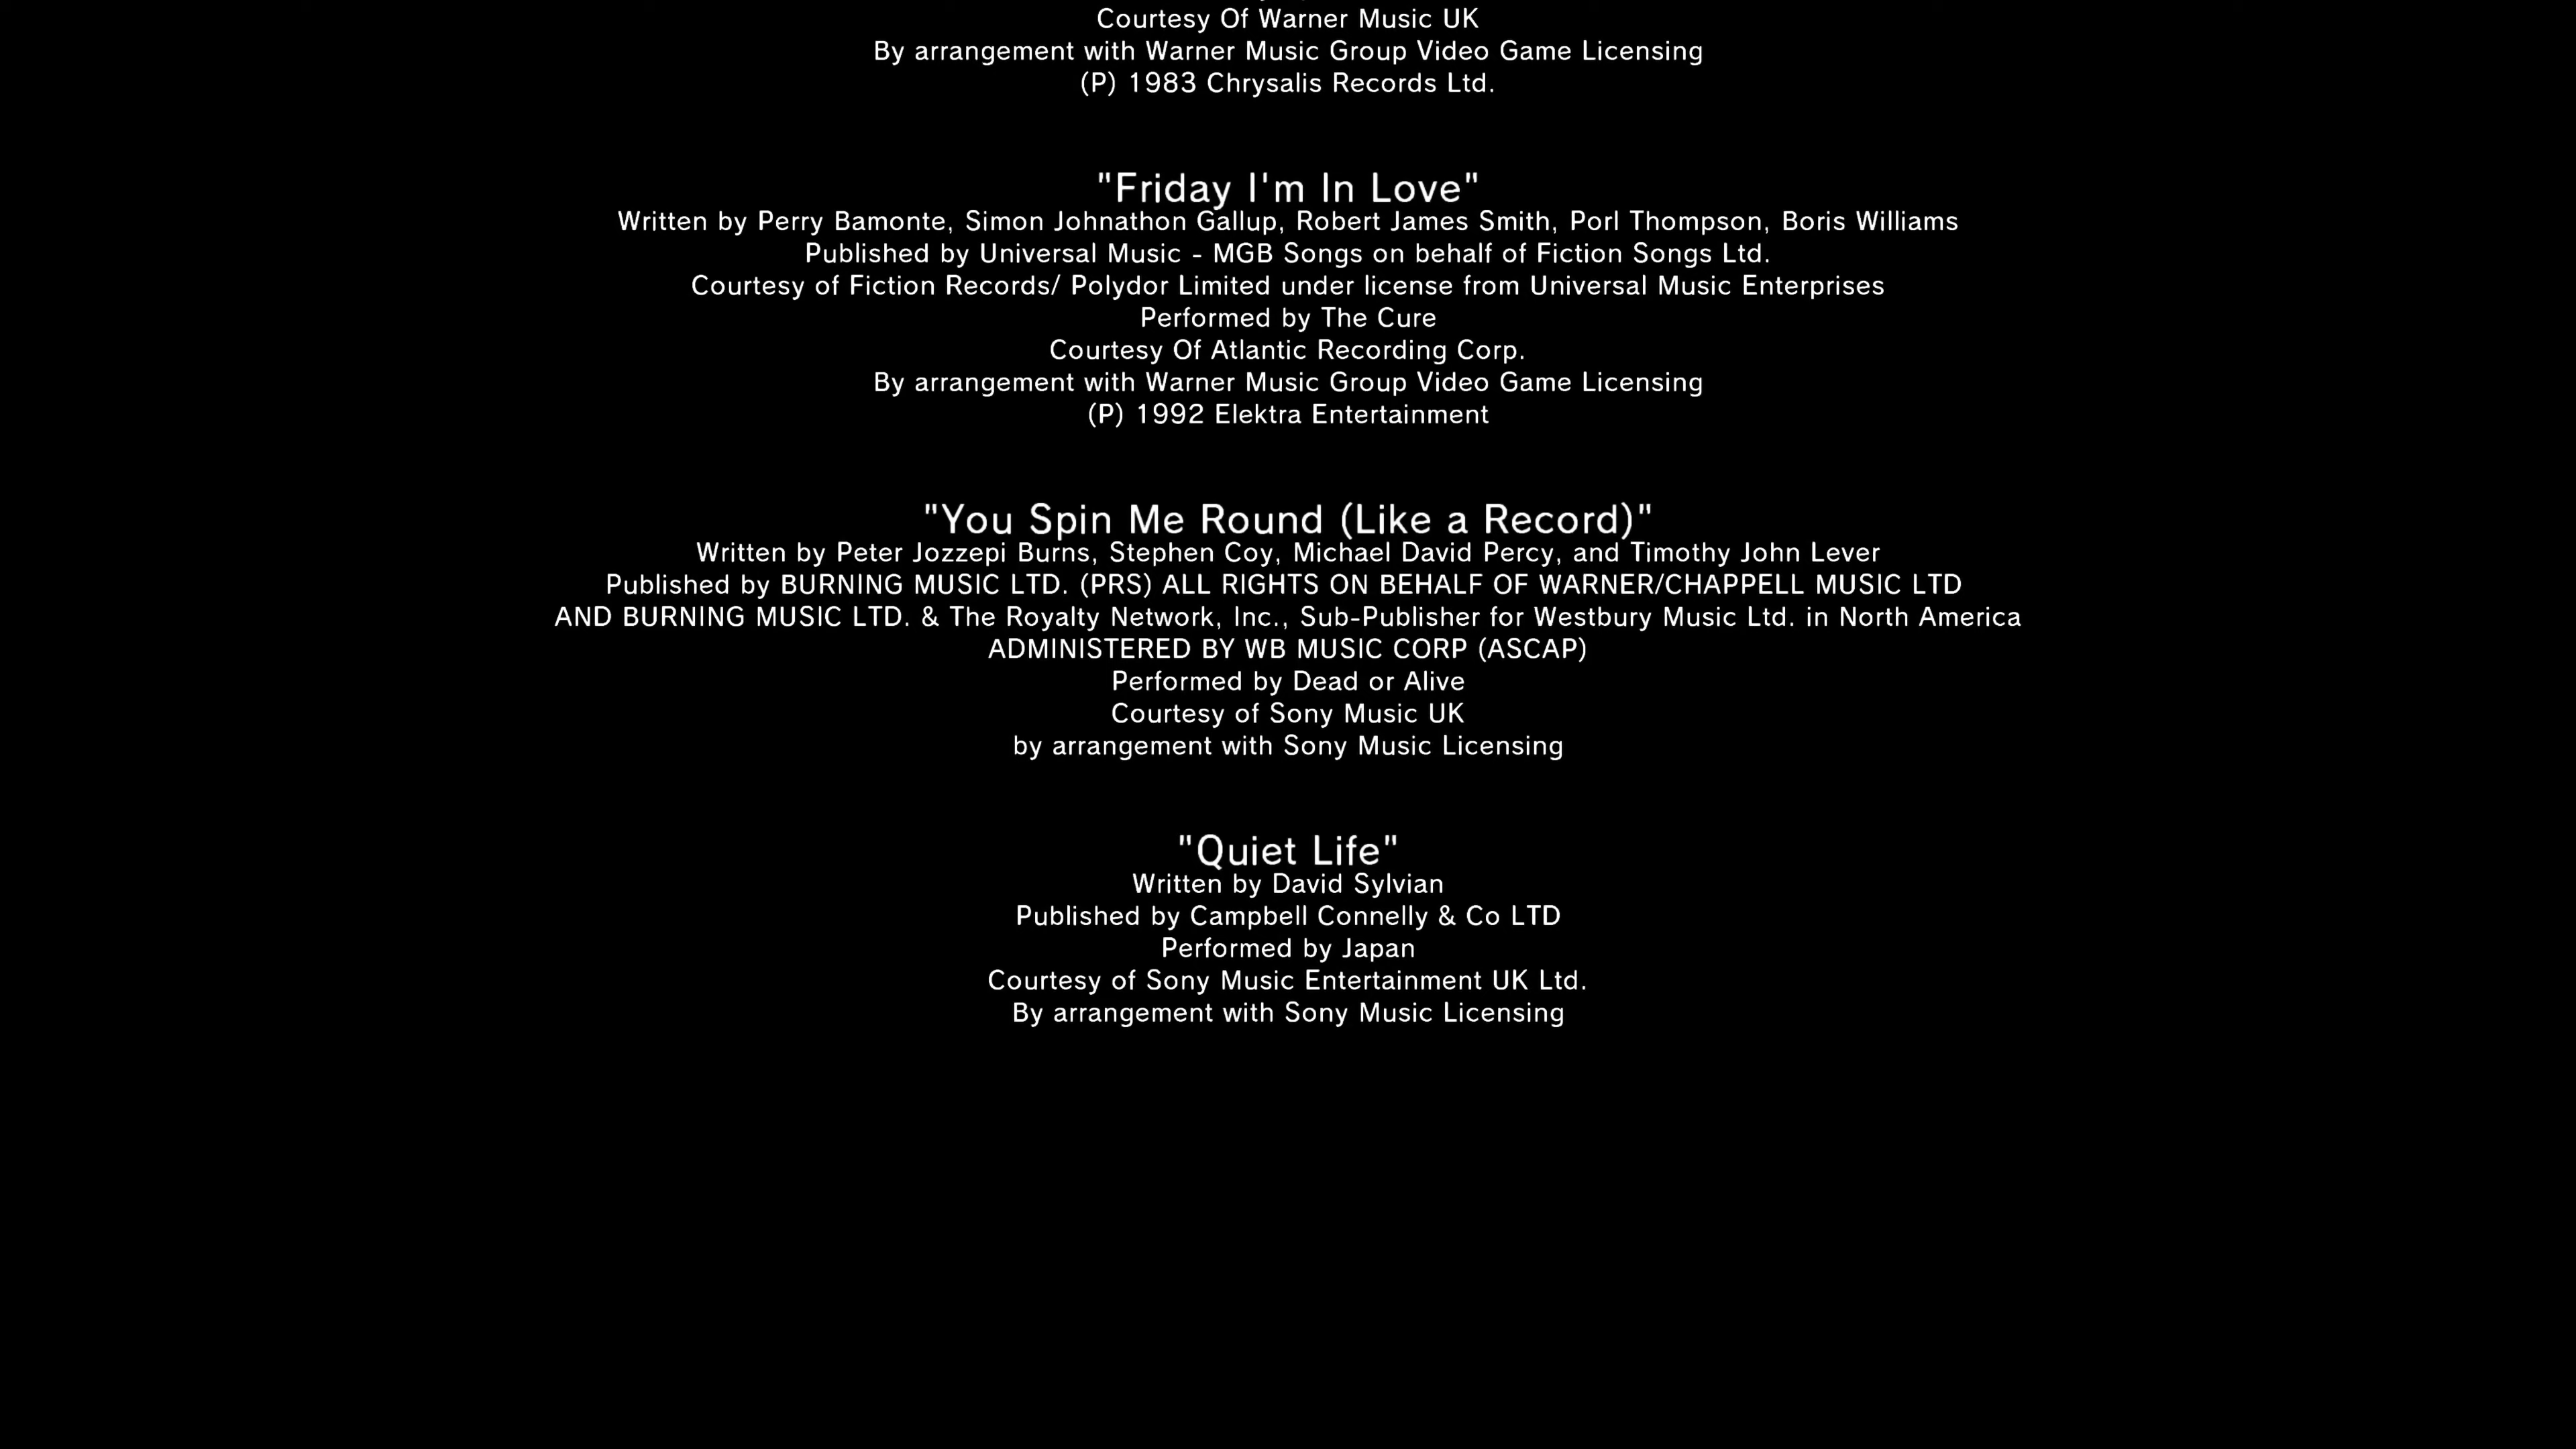 Courtesy Of Warner Music UK
By arrangement with Warner Music Group Video Game Licensing
(P) 1983 Chrysalis Records Ltd.
"Friday I'm In Love"
Written by Perry Bamonte, Simon Johnathon Gallup, Robert James Smith, Porl Thompson, Boris Williams
Published by Universal Music - MGB Songs on behalf of Fiction Songs Ltd.
Courtesy of Fiction Records/ Polydor Limited under license from Universal Music Enterprises
Performed by The Cure
Courtesy Of Atlantic Recording Corp.
By arrangement with Warner Music Group Video Game Licensing
(P) 1992 Elektra Entertainment
"You Spin Me Round (Like a Record)"
Written by Peter Jozzepi Burns, Stephen Coy, Michael David Percy, and Timothy John Lever
Published by BURNING MUSIC LTD. (PRS) ALL RIGHTS ON BEHALF OF WARNER/CHAPPELL MUSIC LTD
AND BURNING MUSIC LTD. & The Royalty Network, Inc., Sub-Publisher for Westbury Music Ltd. in North America
ADMINISTERED BY WB MUSIC CORP (ASCAP)
Performed by Dead or Alive
Courtesy of Sony Music UK
by arrangement with Sony Music Licensing
"Quiet Life"
Written by David Sylvian
Published by Campbell Connelly & Co LTD
Performed by Japan
Courtesy of Sony Music Entertainment UK Ltd.
By arrangement with Sony Music Licensing